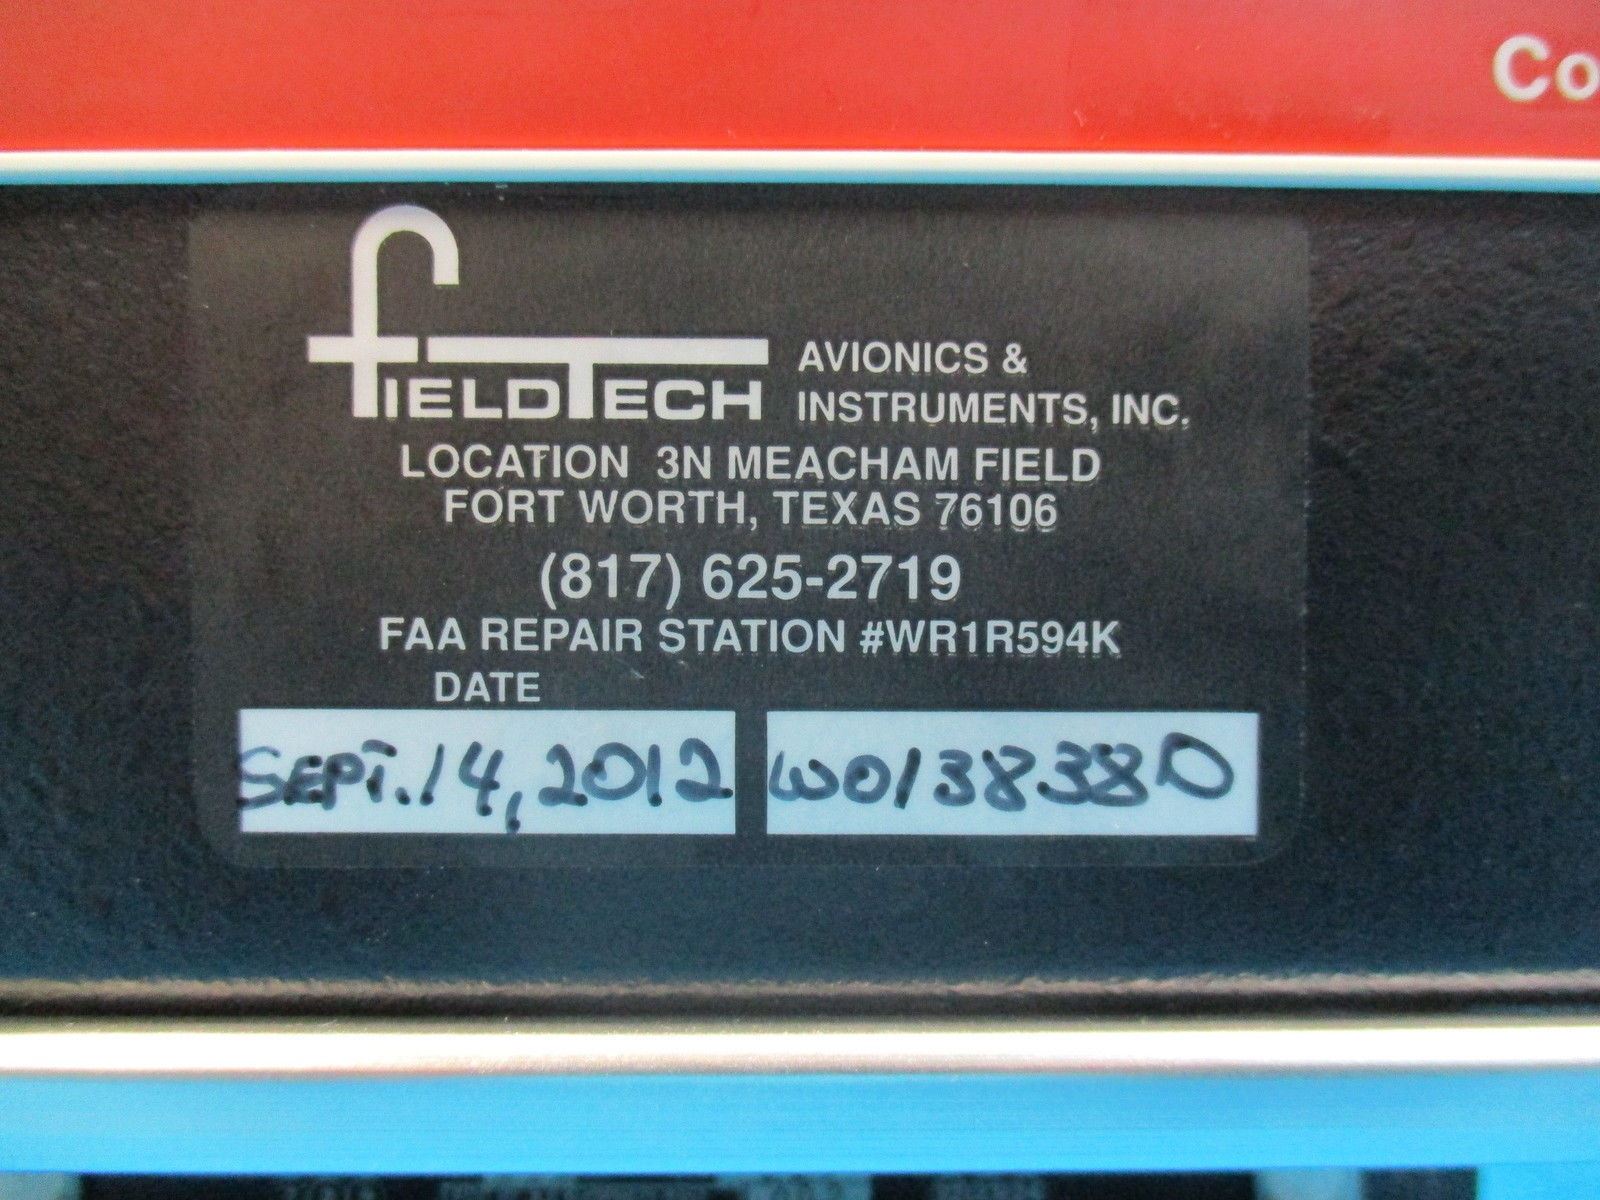 Co
FIELDTECH AVIONICS &
INSTRUMENTS, INC.
LOCATION 3N MEACHAM FIELD
FORT WORTH, TEXAS 76106
(817) 625-2719
FAA REPAIR STATION #WR1R594K
DATE
SEPT. 14, 2012 WO138380